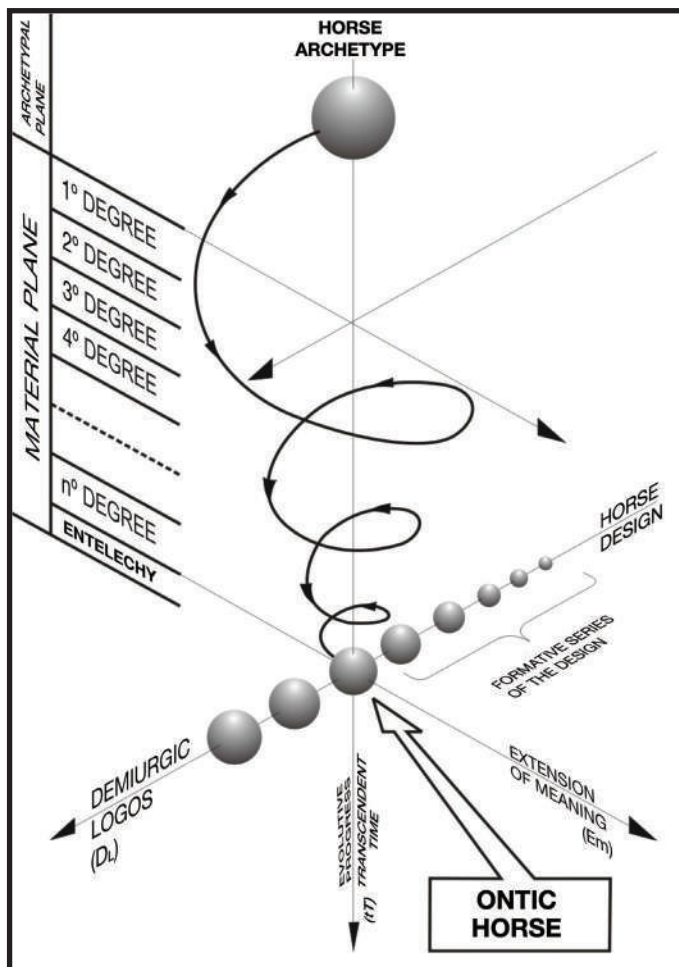 HORSE
ARCHETYPE
ARCHETYPAL
PLANE
MATERIAL PLANE
1º DEGREE
2º DEGREE
3º DEGREE
4º DEGREE
nº DEGREE
ENTELECHY
HORSE
DESIGN
FORMATIVE SERIES
OF THE DESIGN
DEMIURGIC
LOGOS
(DL)
EVOLUTIVE
PROGNESS
TRANSCENDENT
TIME
(tT)
EXTENSION
OF MEANING
(Em)
ONTIC
HORSE